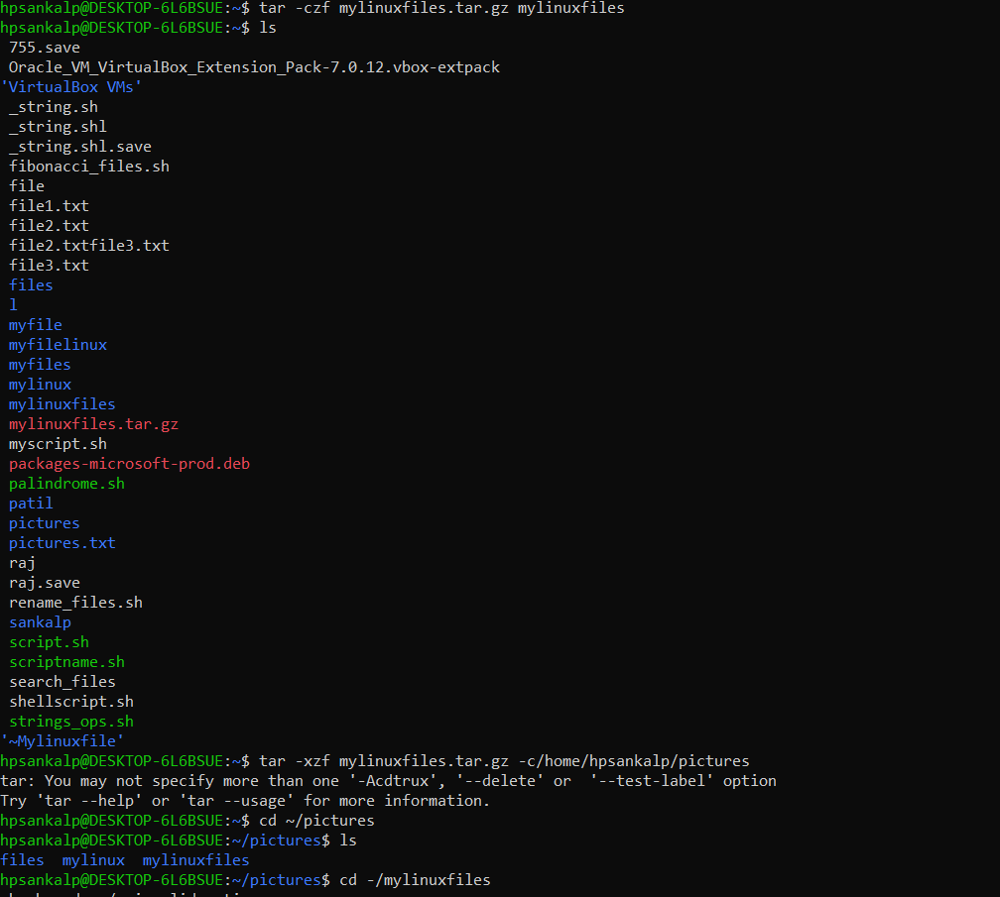 hpsankalp@DESKTOP-6L6BSUE:~$ tar -czf mylinuxfiles.tar.gz mylinuxfiles
hpsankalp@DESKTOP-6L6BSUE:~$ ls
755.save
Oracle_VM_VirtualBox_Extension_Pack-7.0.12.vbox-extpack
'VirtualBox VMs'
_string.sh
_string.shl
_string.shl.save
fibonacci_files.sh
file
file1.txt
file2.txt
file2.txtfile3.txt
file3.txt
files
l
myfile
myfilelinux
myfiles
mylinux
mylinuxfiles
mylinuxfiles.tar.gz
myscript.sh
packages-microsoft-prod.deb
palindrome.sh
patil
pictures
pictures.txt
raj
raj.save
rename_files.sh
sankalp
script.sh
scriptname.sh
search_files
shellscript.sh
strings_ops.sh
'~Mylinuxfile'
hpsankalp@DESKTOP-6L6BSUE:~$ tar -xzf mylinuxfiles.tar.gz -c/home/hpsankalp/pictures
tar: You may not specify more than one '-Acdtrux', '--delete' or  '--test-label' option
Try 'tar --help' or 'tar --usage' for more information.
hpsankalp@DESKTOP-6L6BSUE:~$ cd ~/pictures
hpsankalp@DESKTOP-6L6BSUE:~/pictures$ ls
files  mylinux  mylinuxfiles
hpsankalp@DESKTOP-6L6BSUE:~/pictures$ cd -/mylinuxfiles